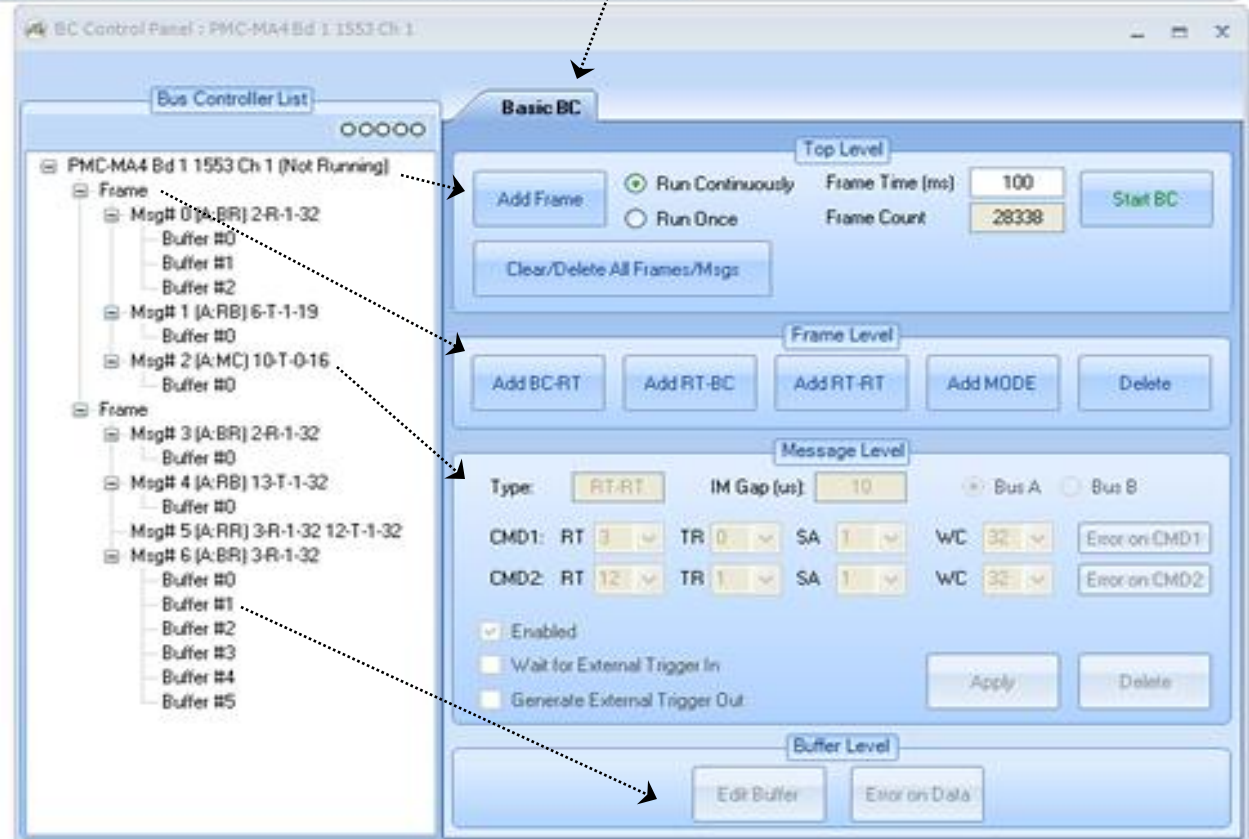 BC Control Panel : PMC-MA4 Bd 1 1553 Ch 1
Bus Controller List
PMC-MA4 Bd 1 1553 Ch 1 (Not Running)
Frame
Msg# 0 (A:BR) 2-R-1-32
Buffer #0
Buffer #1
Buffer #2
Msg# 1 (A:RB) 6-T-1-19
Buffer #0
Msg# 2 (A:MC) 10-T-0-16
Buffer #0
Frame
Msg# 3 (A:BR) 2-R-1-32
Buffer #0
Msg# 4 (A:RB) 13-T-1-32
Buffer #0
Msg# 5 (A:RR) 3-R-1-32 12-T-1-32
Msg# 6 (A:BR) 3-R-1-32
Buffer #0
Buffer #1
Buffer #2
Buffer #3
Buffer #4
Buffer #5
Basic BC
Top Level
Add Frame Run Continuously Frame Time (ms) 100 Start BC
Run Once Frame Count 28338
Clear/Delete All Frames/Msgs
Frame Level
Add BC-RT Add RT-BC Add RT-RT Add MODE Delete
Message Level
Type: RT-RT IM Gap (us): 10 Bus A Bus B
CMD1: RT 3 TR 0 SA 1 WC 32 Error on CMD1
CMD2: RT 12 TR 1 SA 1 WC 32 Error on CMD2
Enabled
Wait for External Trigger In
Generate External Trigger Out
Apply Delete
Buffer Level
Edit Buffer Error on Data